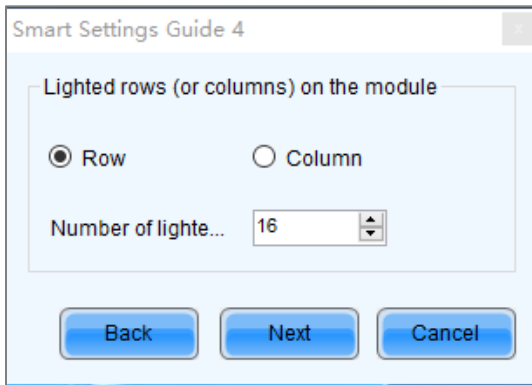 Smart Settings Guide 4
Lighted rows (or columns) on the module
Row Column
Number of lighte... 16
Back Next Cancel